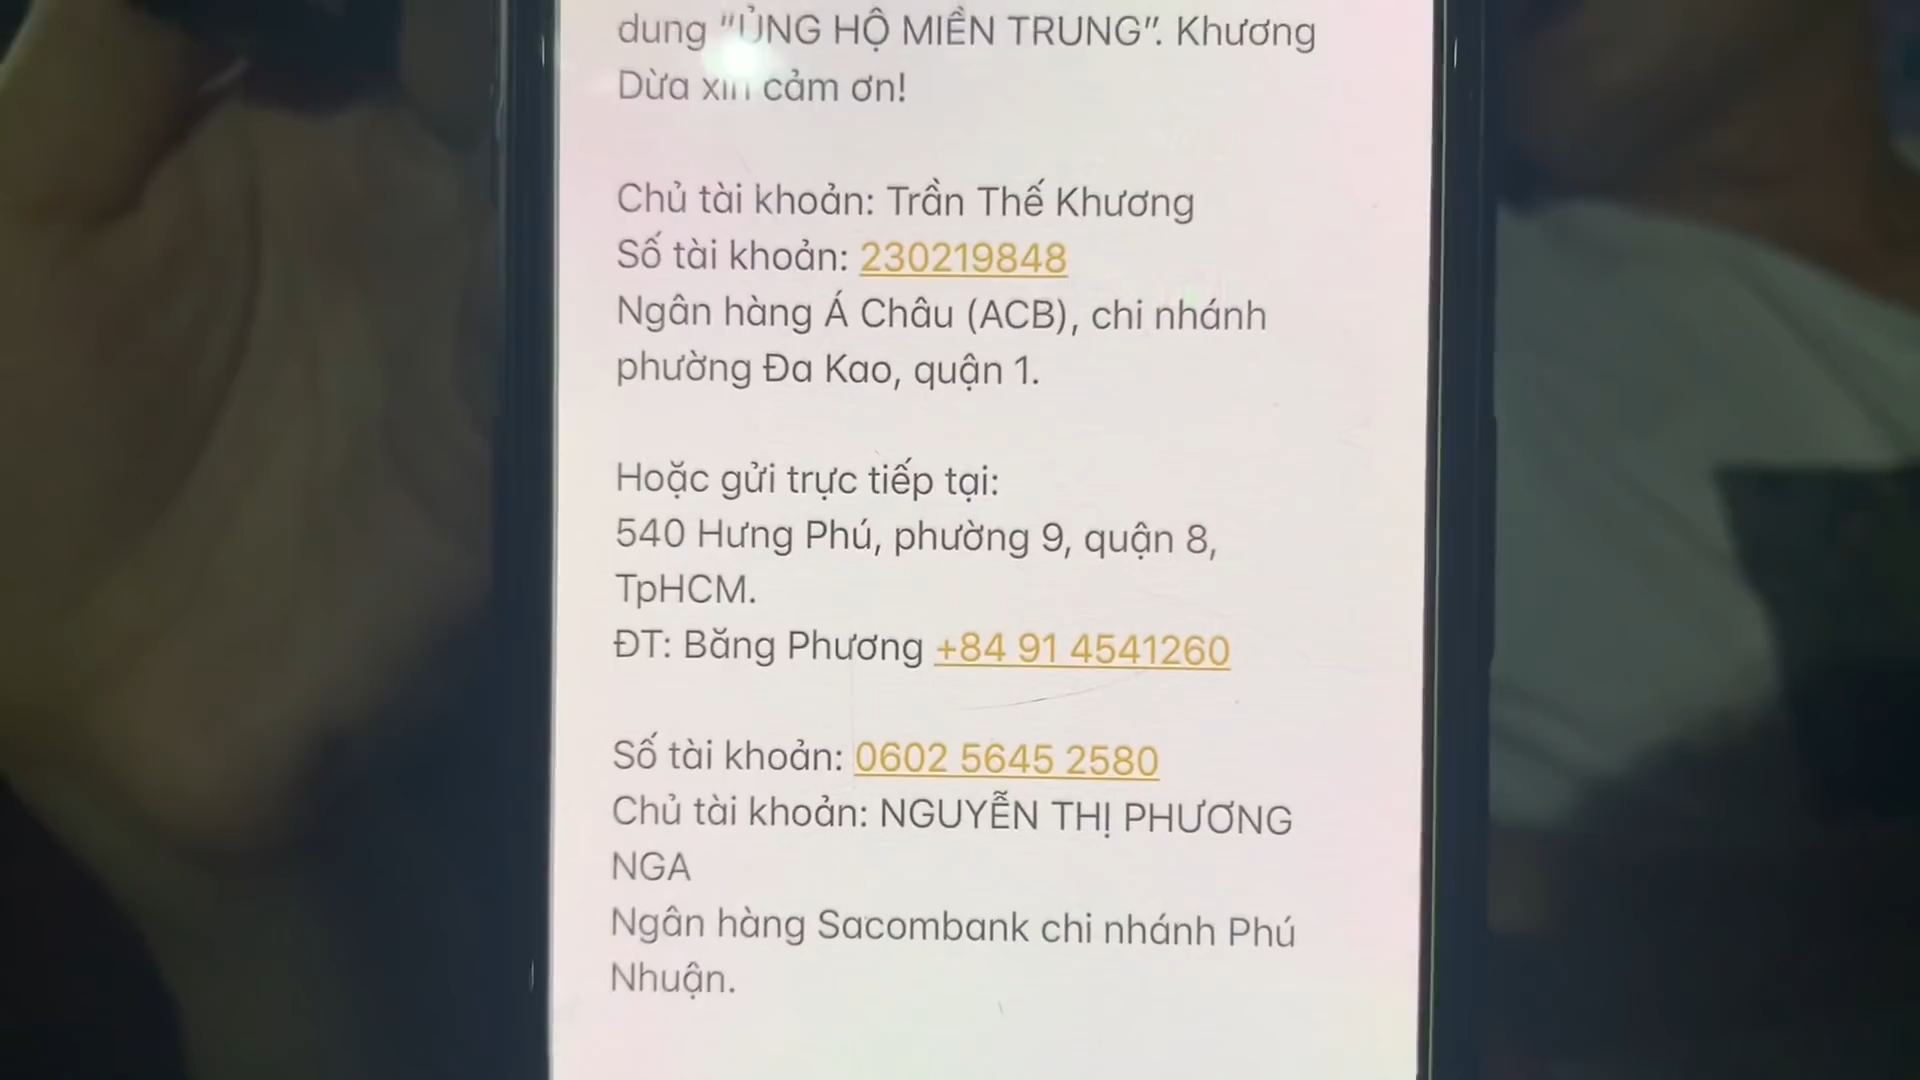 dung "ỦNG HỘ MIỀN TRUNG". Khương
Dừa xin cảm ơn!
Chủ tài khoản: Trần Thế Khương
Số tài khoản: 230219848
Ngân hàng Á Châu (ACB), chi nhánh
phường Đa Kao, quận 1.
Hoặc gửi trực tiếp tại:
540 Hưng Phú, phường 9, quận 8,
TpHCM.
ĐT: Băng Phương +84 91 4541260
Số tài khoản: 0602 5645 2580
Chủ tài khoản: NGUYỄN THỊ PHƯƠNG
NGA
Ngân hàng Sacombank chi nhánh Phú
Nhuận.